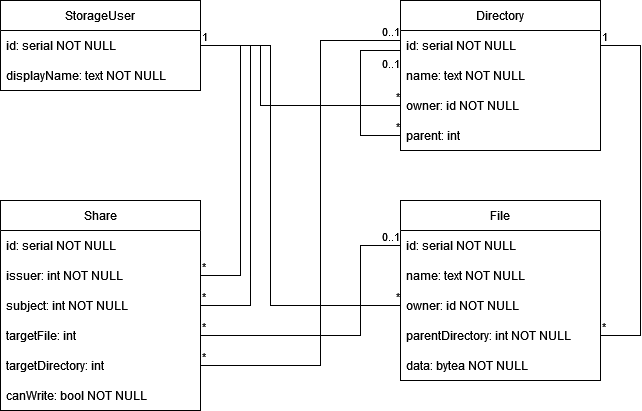 StorageUser
id: serial NOT NULL
displayName: text NOT NULL
1
Directory
id: serial NOT NULL
name: text NOT NULL
owner: id NOT NULL
parent: int
0..1
0..1
*
*
1
Share
id: serial NOT NULL
issuer: int NOT NULL
subject: int NOT NULL
targetFile: int
targetDirectory: int
canWrite: bool NOT NULL
*
*
*
*
File
id: serial NOT NULL
name: text NOT NULL
owner: id NOT NULL
parentDirectory: int NOT NULL
data: bytea NOT NULL
0..1
*
*